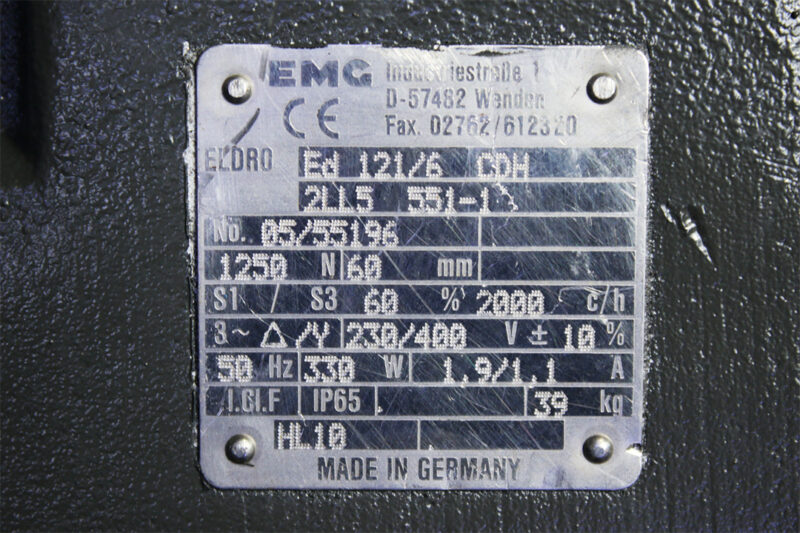 EMG Industriestraße 1
D-57482 Wenden
CE Fax. 02762/612320
ELDRO Ed 121/6 CDH
2LL5 551-1
No. 05/55196
1250 N 60 mm
S1 / S3 60 % 2000 c/h
3~ Δ/Y 230/400 V ± 10%
50 Hz 330 W 1.9/1.1 A
I.Cl.F IP65 39 kg
HL10
MADE IN GERMANY